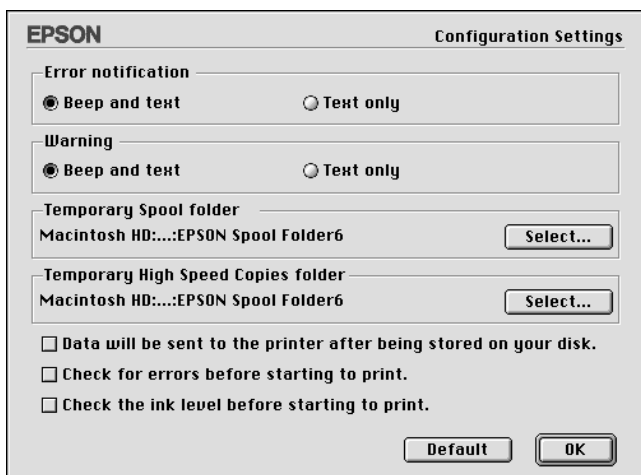 EPSON Configuration Settings
Error notification
Beep and text Text only
Warning
Beep and text Text only
Temporary Spool folder
Macintosh HD:...:EPSON Spool Folder6 Select...
Temporary High Speed Copies folder
Macintosh HD:...:EPSON Spool Folder6 Select...
Data will be sent to the printer after being stored on your disk.
Check for errors before starting to print.
Check the ink level before starting to print.
Default OK